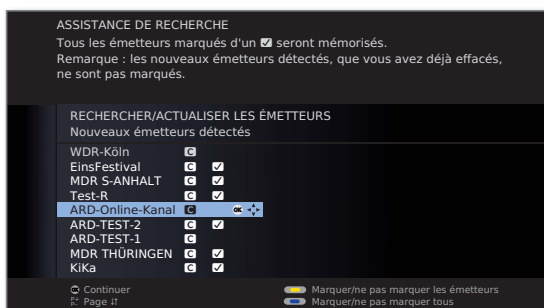 ASSISTANCE DE RECHERCHE
Tous les émetteurs marqués d'un ✓ seront mémorisés.
Remarque : les nouveaux émetteurs détectés, que vous avez déjà effacés,
ne sont pas marqués.
RECHERCHER/ACTUALISER LES ÉMETTEURS
Nouveaux émetteurs détectés
WDR-Köln C
EinsFestival C ✓
MDR S-ANHALT C ✓
Test-R C ✓
ARD-Online-Kanal C OK
ARD-TEST-2 C ✓
ARD-TEST-1 C
MDR THÜRINGEN C ✓
KiKa C ✓
OK Continuer
Marquer/ne pas marquer les émetteurs
P+ P- Page ↓↑
Marquer/ne pas marquer tous